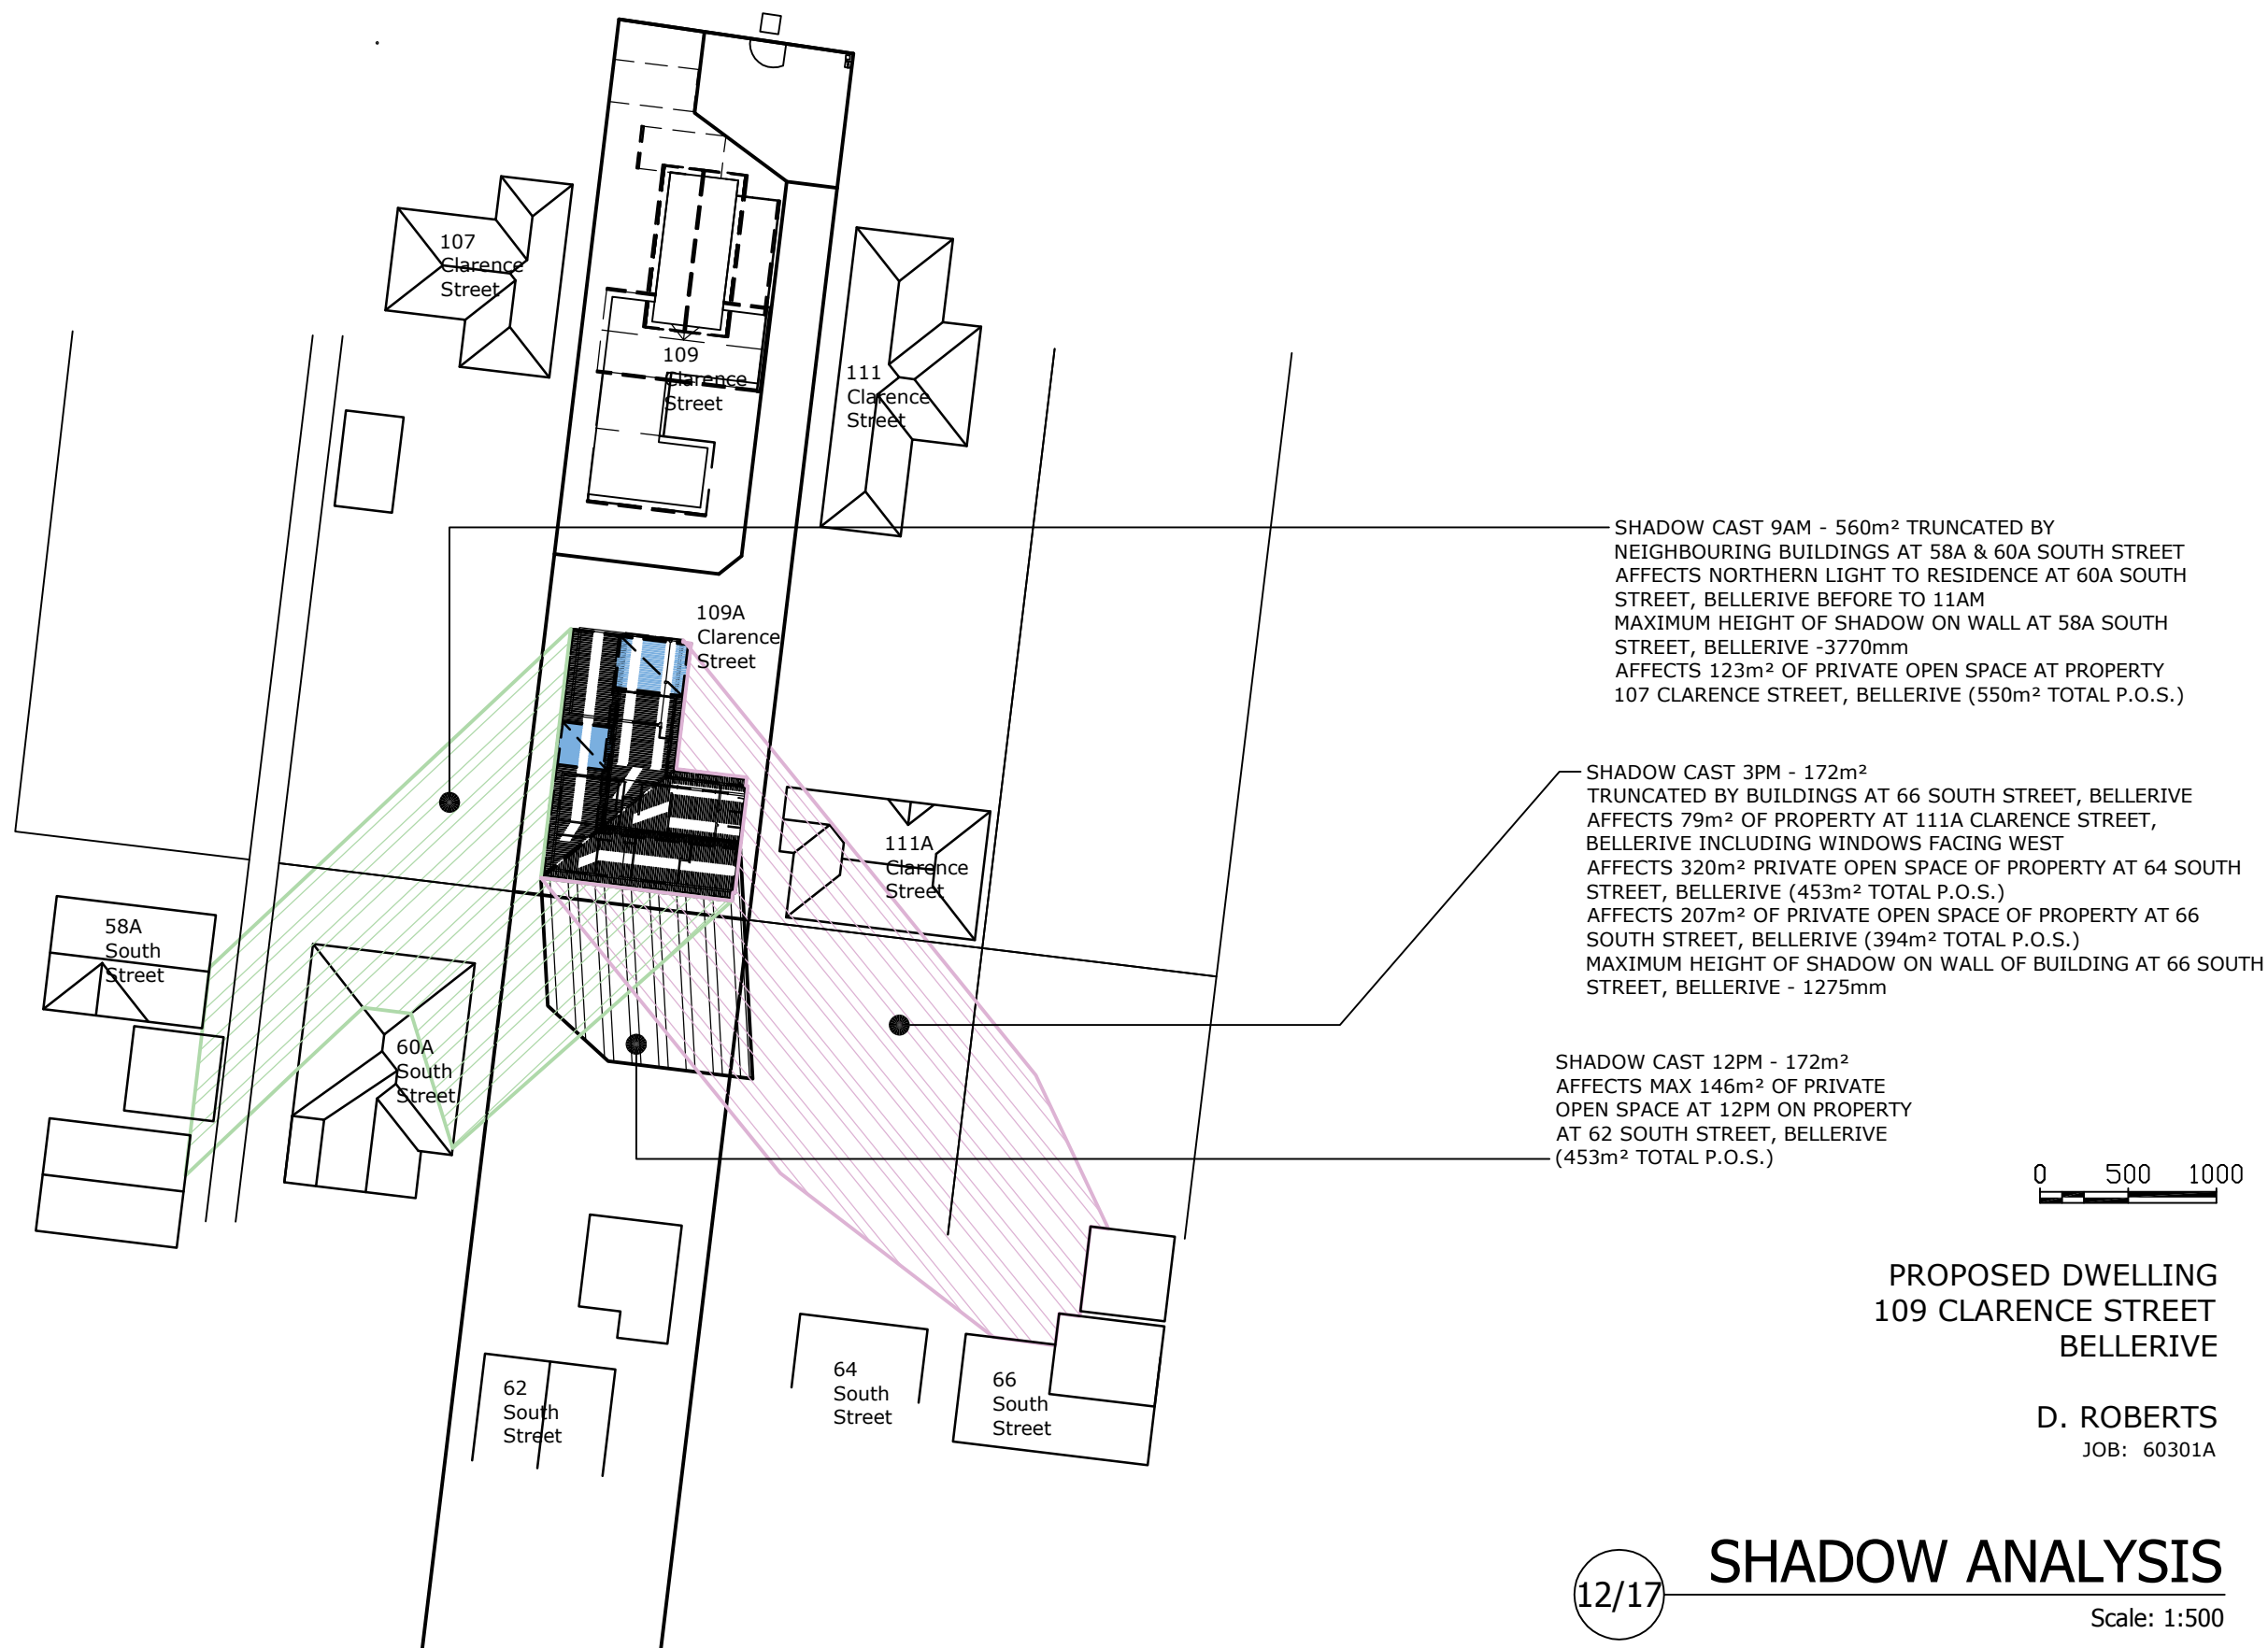 107
Clarence
Street
109
Clarence
Street
111
Clarence
Street
SHADOW CAST 9AM - 560m² TRUNCATED BY
NEIGHBOURING BUILDINGS AT 58A & 60A SOUTH STREET
AFFECTS NORTHERN LIGHT TO RESIDENCE AT 60A SOUTH
STREET, BELLERIVE BEFORE TO 11AM
MAXIMUM HEIGHT OF SHADOW ON WALL AT 58A SOUTH
STREET, BELLERIVE -3770mm
AFFECTS 123m² OF PRIVATE OPEN SPACE AT PROPERTY
107 CLARENCE STREET, BELLERIVE (550m² TOTAL P.O.S.)
109A
Clarence
Street
SHADOW CAST 3PM - 172m²
TRUNCATED BY BUILDINGS AT 66 SOUTH STREET, BELLERIVE
AFFECTS 79m² OF PROPERTY AT 111A CLARENCE STREET,
BELLERIVE INCLUDING WINDOWS FACING WEST
AFFECTS 320m² PRIVATE OPEN SPACE OF PROPERTY AT 64 SOUTH
STREET, BELLERIVE (453m² TOTAL P.O.S.)
AFFECTS 207m² OF PRIVATE OPEN SPACE OF PROPERTY AT 66
SOUTH STREET, BELLERIVE (394m² TOTAL P.O.S.)
MAXIMUM HEIGHT OF SHADOW ON WALL OF BUILDING AT 66 SOUTH
STREET, BELLERIVE - 1275mm
111A
Clarence
Street
58A
South
Street
60A
South
Street
SHADOW CAST 12PM - 172m²
AFFECTS MAX 146m² OF PRIVATE
OPEN SPACE AT 12PM ON PROPERTY
AT 62 SOUTH STREET, BELLERIVE
(453m² TOTAL P.O.S.)
0 500 1000
62
South
Street
64
South
Street
66
South
Street
PROPOSED DWELLING
109 CLARENCE STREET
BELLERIVE
D. ROBERTS
JOB: 60301A
12/17
SHADOW ANALYSIS
Scale: 1:500